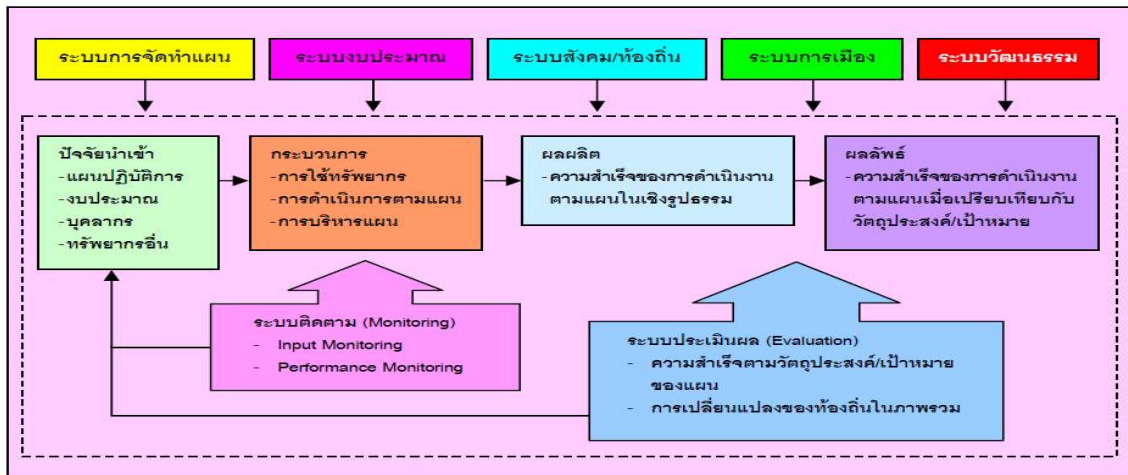 ระบบการจัดทำแผน
ระบบงบประมาณ
ระบบสังคม/ท้องถิ่น
ระบบการเมือง
ระบบวัฒนธรรม
ปัจจัยนำเข้า
-แผนปฏิบัติการ
-งบประมาณ
-บุคลากร
-ทรัพยากรอื่น
กระบวนการ
-การใช้ทรัพยากร
-การดำเนินการตามแผน
-การบริหารแผน
ผลผลิต
-ความสำเร็จของการดำเนินงาน
ตามแผนในเชิงรูปธรรม
ผลลัพธ์
-ความสำเร็จของการดำเนินงาน
ตามแผนเมื่อเปรียบเทียบกับ
วัตถุประสงค์/เป้าหมาย
ระบบติดตาม (Monitoring)
- Input Monitoring
- Performance Monitoring
ระบบประเมินผล (Evaluation)
- ความสำเร็จตามวัตถุประสงค์/เป้าหมาย
ของแผน
- การเปลี่ยนแปลงของท้องถิ่นในภาพรวม